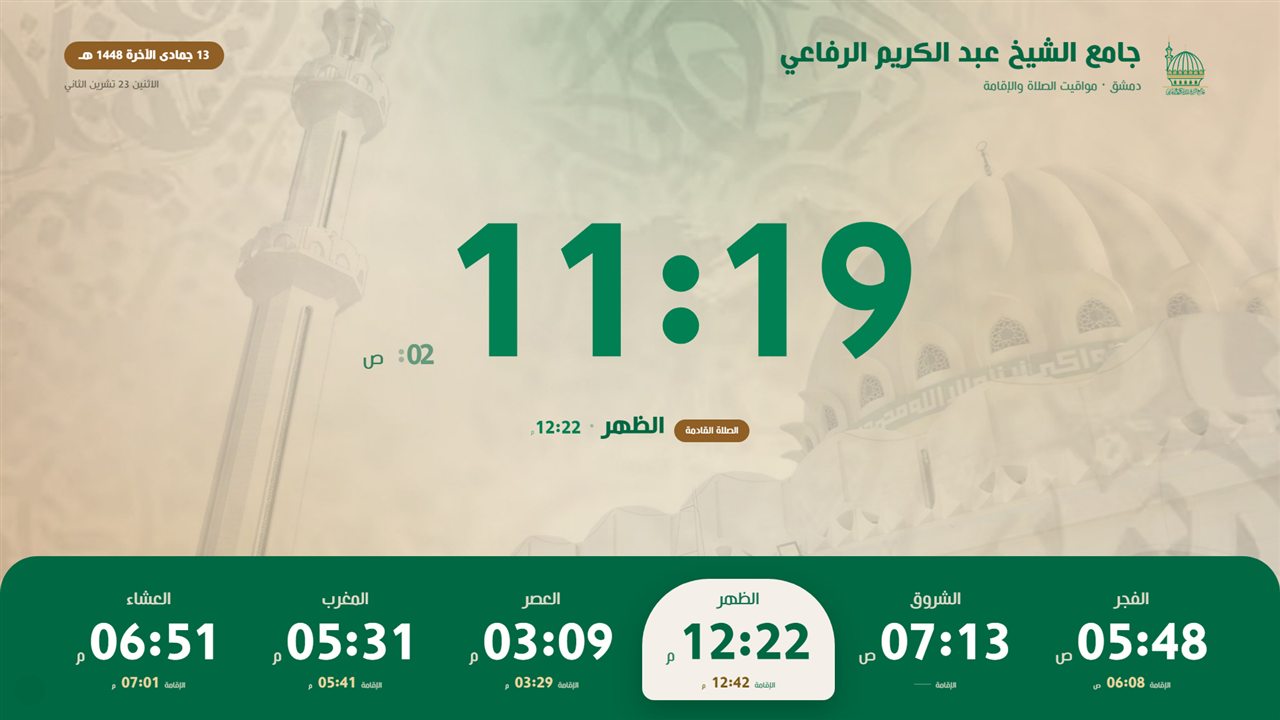 جامع الشيخ عبد الكريم الرفاعي
دمشق · مواقيت الصلاة والإقامة
13 جمادى الآخرة 1448 هـ
الاثنين 23 تشرين الثاني
11:19 :02 ص
الصلاة القادمة الظهر · 12:22 م
الفجر
05:48 ص
الإقامة 06:08 ص
الشروق
07:13 ص
الإقامة —
الظهر
12:22 م
الإقامة 12:42 م
العصر
03:09 م
الإقامة 03:29 م
المغرب
05:31 م
الإقامة 05:41 م
العشاء
06:51 م
الإقامة 07:01 م